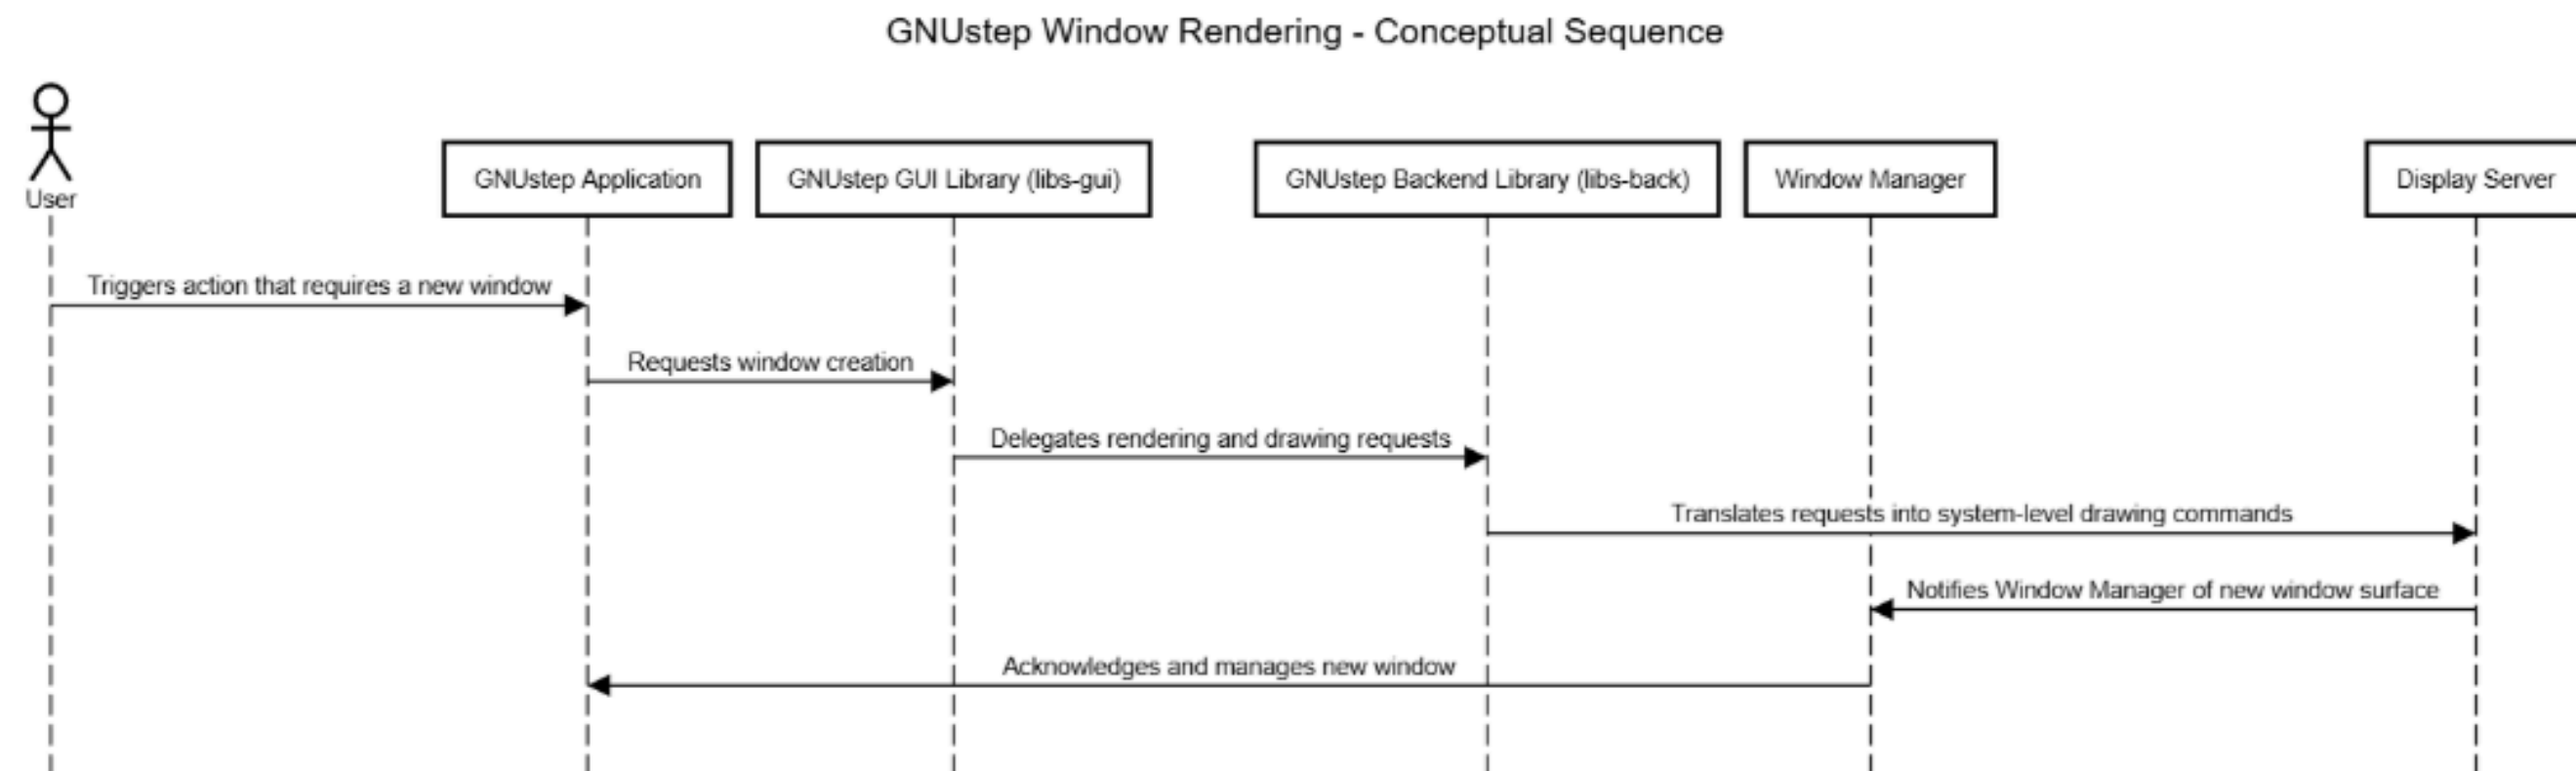 GNUstep Window Rendering - Conceptual Sequence
User
GNUstep Application
GNUstep GUI Library (libs-gui)
GNUstep Backend Library (libs-back)
Window Manager
Display Server
Triggers action that requires a new window
Requests window creation
Delegates rendering and drawing requests
Translates requests into system-level drawing commands
Notifies Window Manager of new window surface
Acknowledges and manages new window